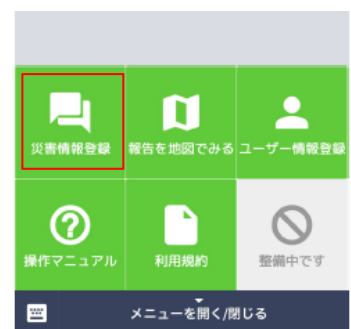 災害情報登録
報告を地図でみる
ユーザー情報登録
操作マニュアル
利用規約
整備中です
メニューを開く/閉じる